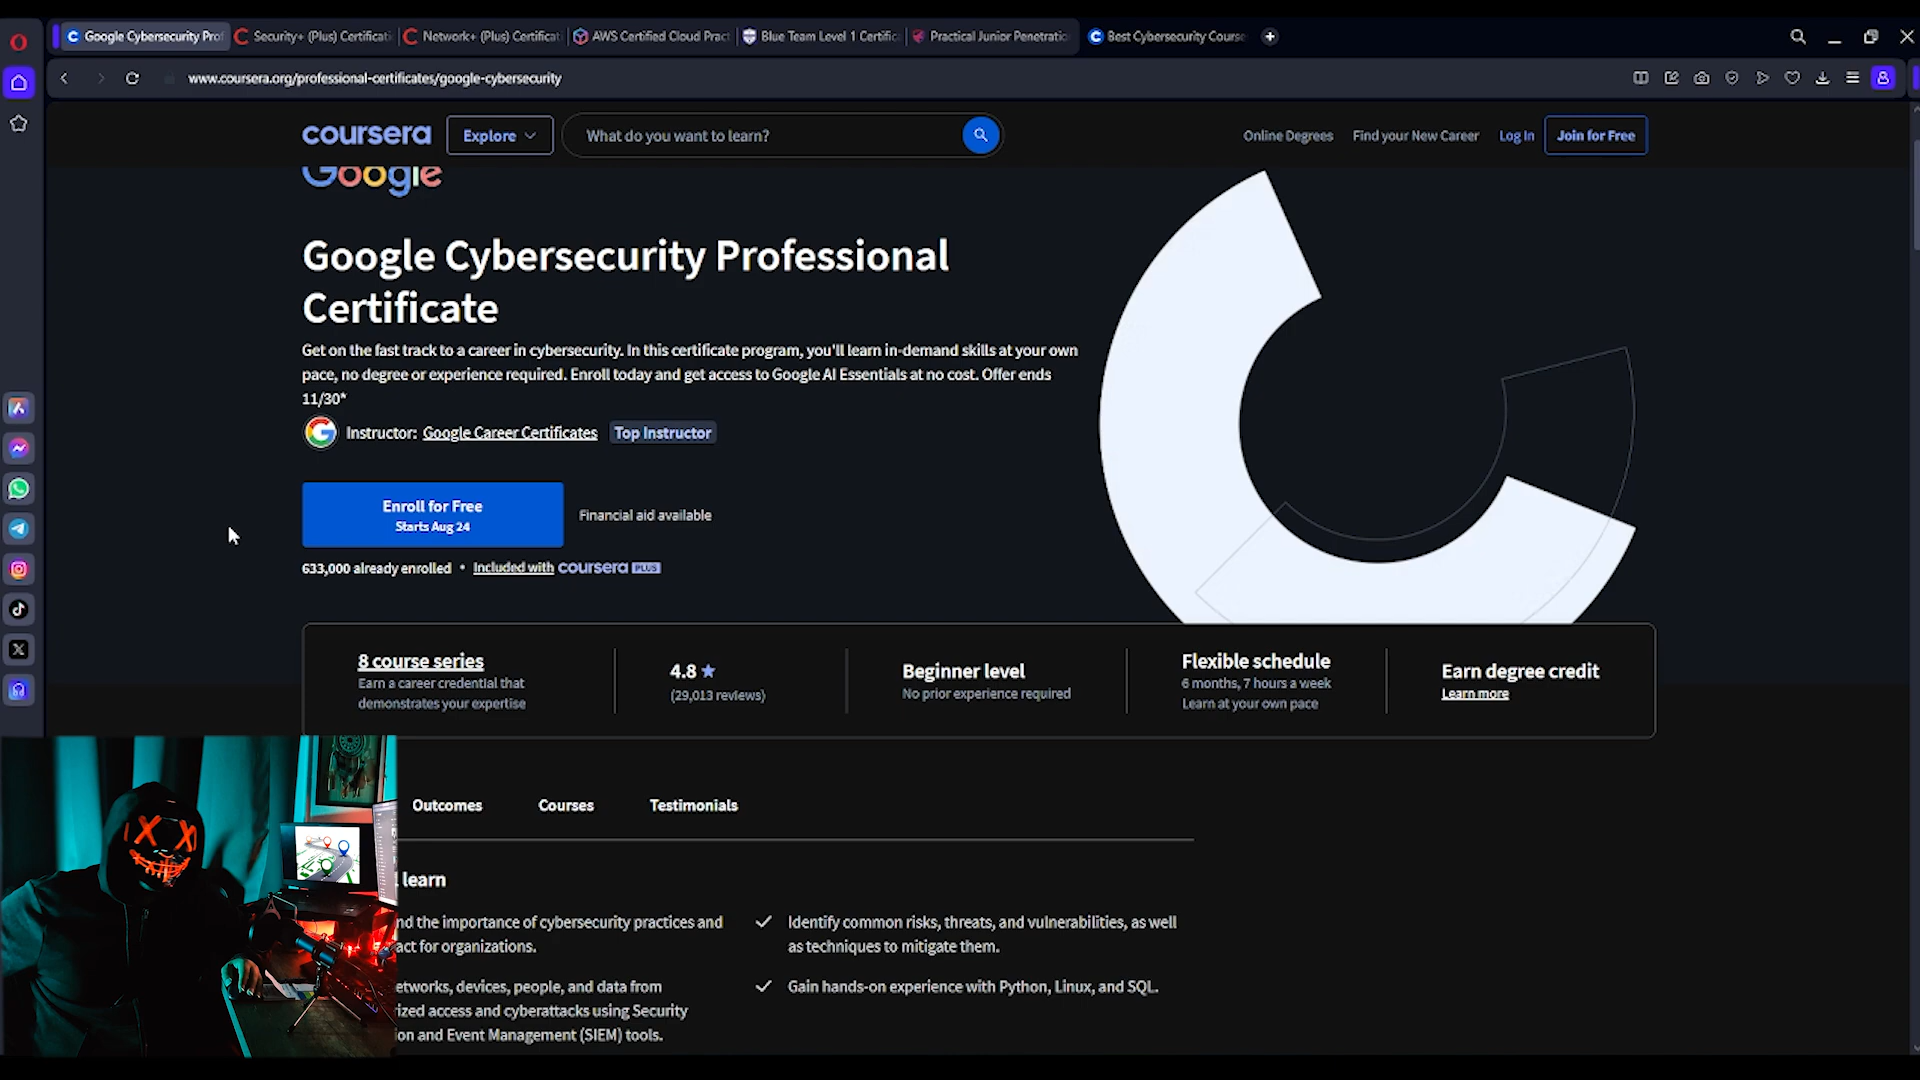 Google Cybersecurity Prof
Security+ (Plus) Certificati
Network+ (Plus) Certificat
AWS Certified Cloud Pract
Blue Team Level 1 Certific
Practical Junior Penetratio
Best Cybersecurity Course
www.coursera.org/professional-certificates/google-cybersecurity
coursera
Explore
What do you want to learn?
Online Degrees
Find your New Career
Log In
Join for Free
Google
Google Cybersecurity Professional
Certificate
Get on the fast track to a career in cybersecurity. In this certificate program, you'll learn in-demand skills at your own
pace, no degree or experience required. Enroll today and get access to Google AI Essentials at no cost. Offer ends
11/30*
Instructor: Google Career Certificates Top Instructor
Enroll for Free
Starts Aug 24
Financial aid available
633,000 already enrolled • Included with coursera PLUS
8 course series
Earn a career credential that
demonstrates your expertise
4.8 ★
(29,013 reviews)
Beginner level
No prior experience required
Flexible schedule
6 months, 7 hours a week
Learn at your own pace
Earn degree credit
Learn more
Outcomes
Courses
Testimonials
learn
nd the importance of cybersecurity practices and
act for organizations.
Identify common risks, threats, and vulnerabilities, as well
as techniques to mitigate them.
etworks, devices, people, and data from
rized access and cyberattacks using Security
ion and Event Management (SIEM) tools.
Gain hands-on experience with Python, Linux, and SQL.